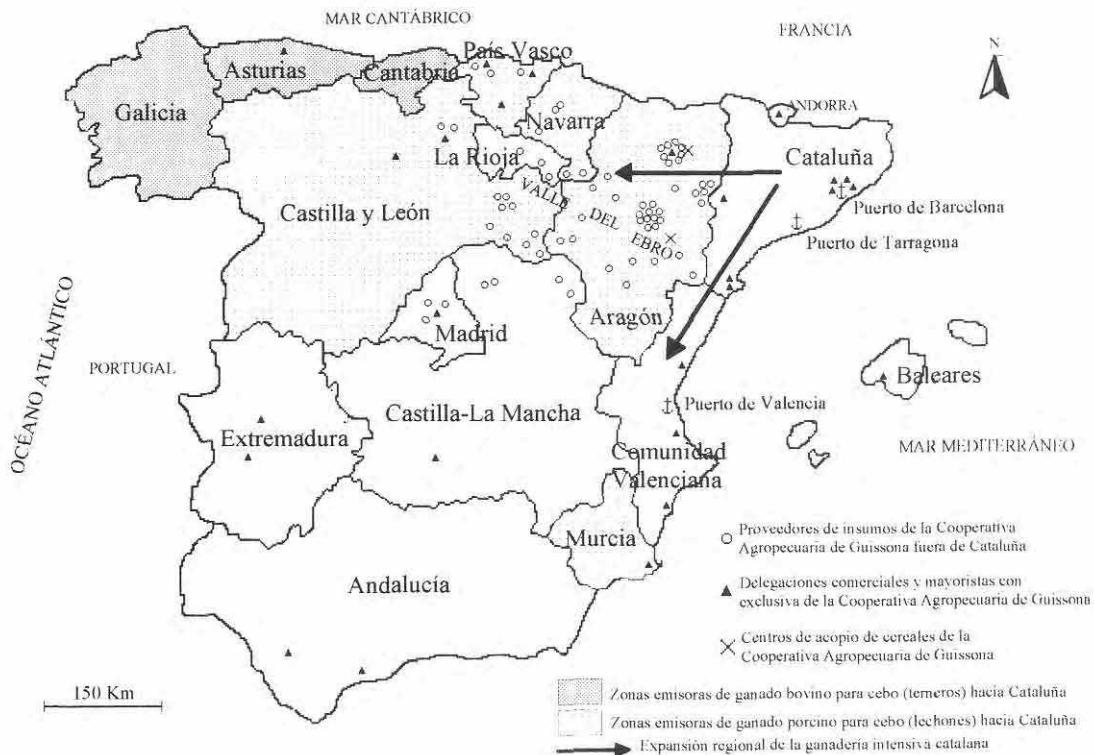 MAR CANTÁBRICO
FRANCIA
N
País Vasco
Asturias
Cantabria
ANDORRA
Galicia
Navarra
Cataluña
La Rioja
VALLE DEL EBRO
Castilla y León
Puerto de Barcelona
Puerto de Tarragona
Aragón
Madrid
OCÉANO ATLÁNTICO
PORTUGAL
Baleares
Castilla-La Mancha
Puerto de Valencia
Extremadura
MAR MEDITERRÁNEO
Comunidad
Valenciana
Murcia
Andalucía
Proveedores de insumos de la Cooperativa
Agropecuaria de Guissona fuera de Cataluña
Delegaciones comerciales y mayoristas con
exclusiva de la Cooperativa Agropecuaria de Guissona
Centros de acopio de cereales de la
Cooperativa Agropecuaria de Guissona
150 Km
Zonas emisoras de ganado bovino para cebo (terneros) hacia Cataluña
Zonas emisoras de ganado porcino para cebo (lechones) hacia Cataluña
Expansión regional de la ganadería intensiva catalana